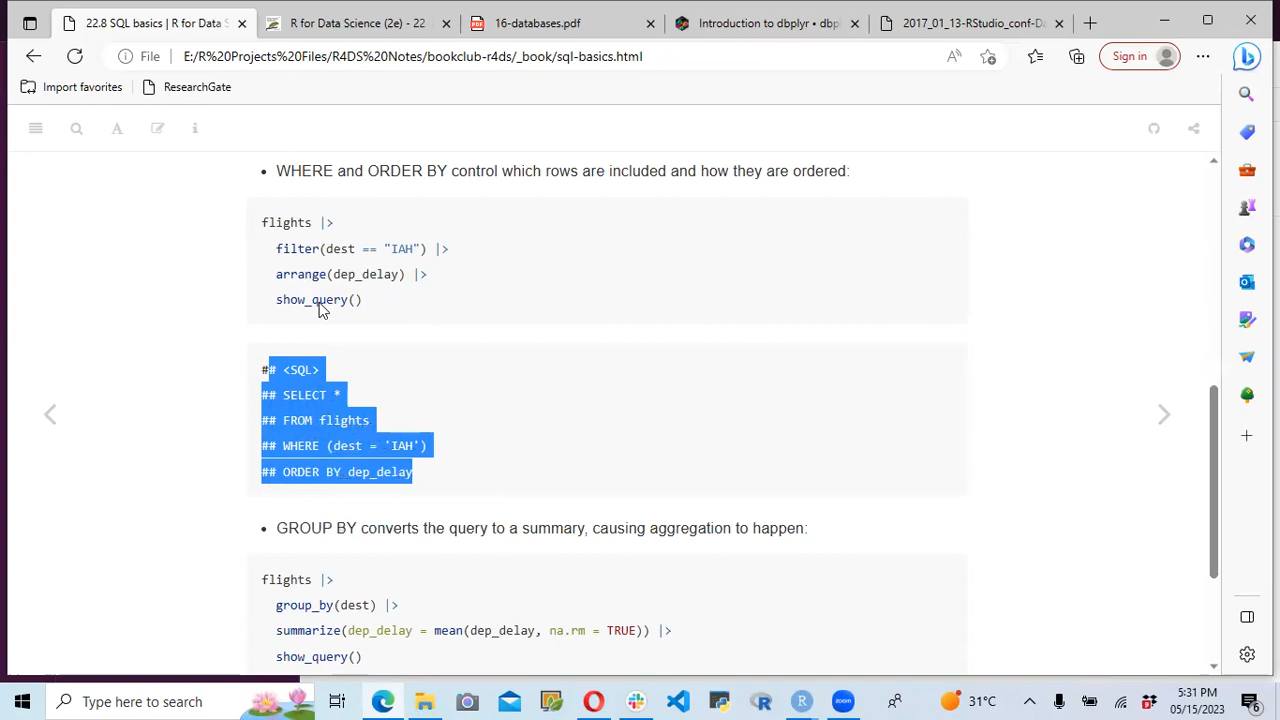 22.8 SQL basics | R for Data S
R for Data Science (2e) - 22
16-databases.pdf
Introduction to dbplyr • dbp
2017_01_13-RStudio_conf-Da
File
E:/R%20Projects%20Files/R4DS%20Notes/bookclub-r4ds/_book/sql-basics.html
Sign in
Import favorites
ResearchGate
• WHERE and ORDER BY control which rows are included and how they are ordered:
flights |>
filter(dest == "IAH") |>
arrange(dep_delay) |>
show_query()
## <SQL>
## SELECT *
## FROM flights
## WHERE (dest = 'IAH')
## ORDER BY dep_delay
• GROUP BY converts the query to a summary, causing aggregation to happen:
flights |>
group_by(dest) |>
summarize(dep_delay = mean(dep_delay, na.rm = TRUE)) |>
show_query()
Type here to search
31°C
5:31 PM
05/15/2023
6